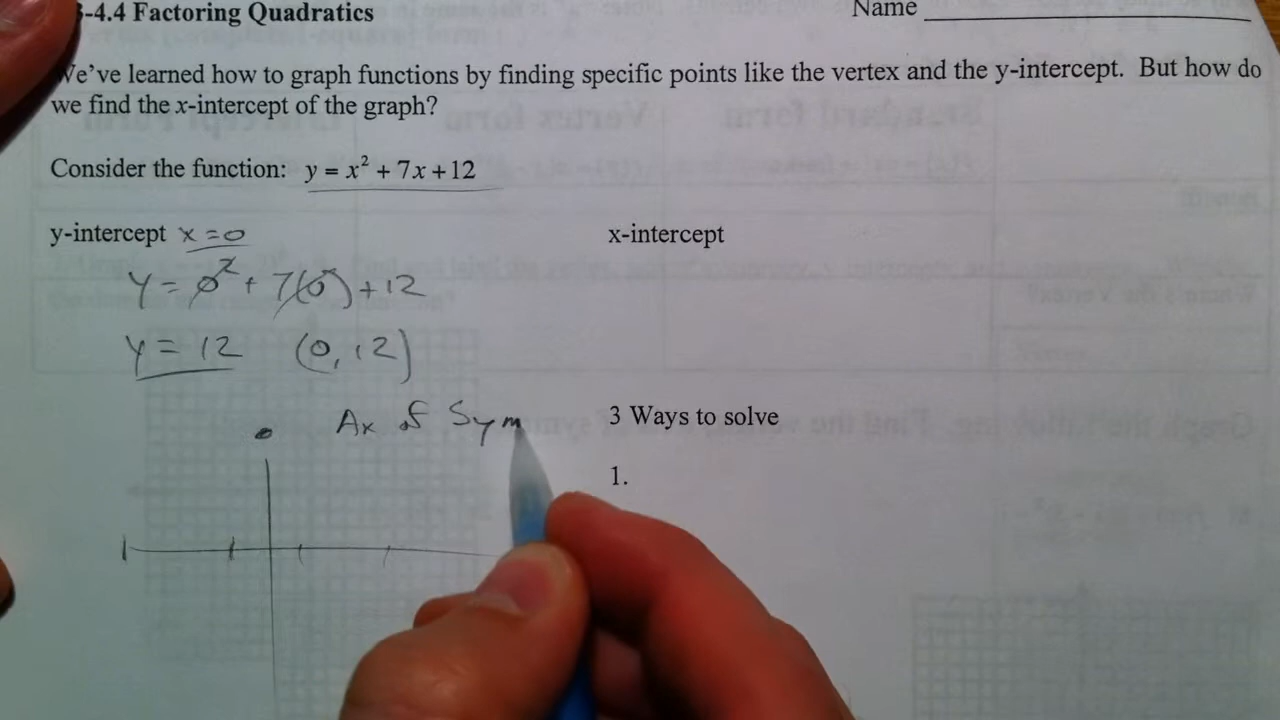 -4.4 Factoring Quadratics Name
We've learned how to graph functions by finding specific points like the vertex and the y-intercept. But how do
we find the x-intercept of the graph?
Consider the function: y = x² + 7x + 12
y-intercept x = 0
x-intercept
y = 0² + 7(0) + 12
y = 12 (0, 12)
Ax of Sym
3 Ways to solve
1.